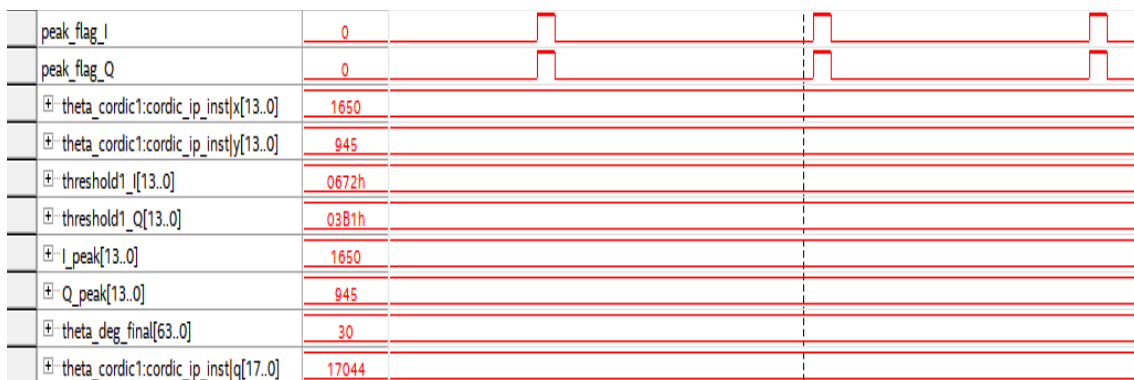 peak_flag_I 0
peak_flag_Q 0
theta_cordic1:cordic_ip_inst|x[13..0] 1650
theta_cordic1:cordic_ip_inst|y[13..0] 945
threshold1_I[13..0] 0672h
threshold1_Q[13..0] 03B1h
I_peak[13..0] 1650
Q_peak[13..0] 945
theta_deg_final[63..0] 30
theta_cordic1:cordic_ip_inst|q[17..0] 17044